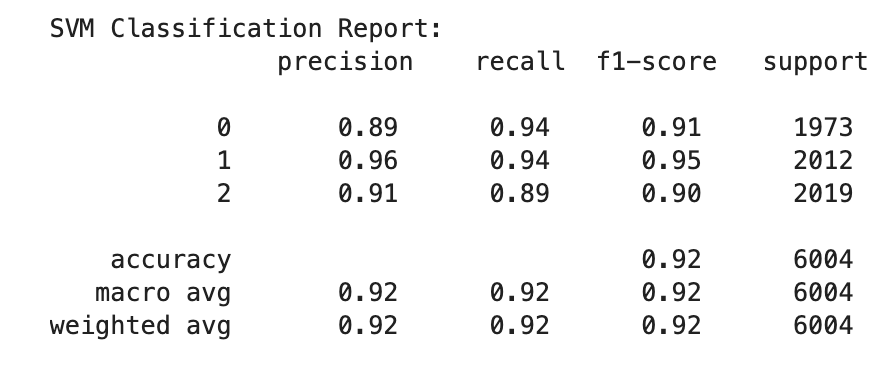 SVM Classification Report:
precision recall f1-score support
0 0.89 0.94 0.91 1973
1 0.96 0.94 0.95 2012
2 0.91 0.89 0.90 2019
accuracy 0.92 6004
macro avg 0.92 0.92 0.92 6004
weighted avg 0.92 0.92 0.92 6004